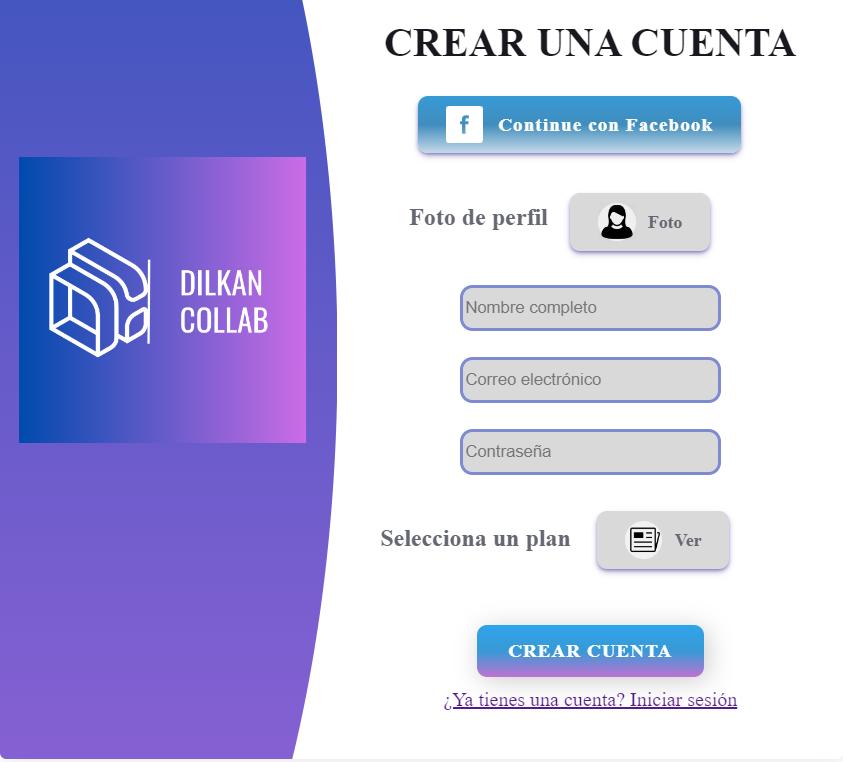 CREAR UNA CUENTA
Continue con Facebook
Foto de perfil
Foto
DILKAN
COLLAB
Nombre completo
Correo electrónico
Contraseña
Selecciona un plan
Ver
CREAR CUENTA
¿Ya tienes una cuenta? Iniciar sesión